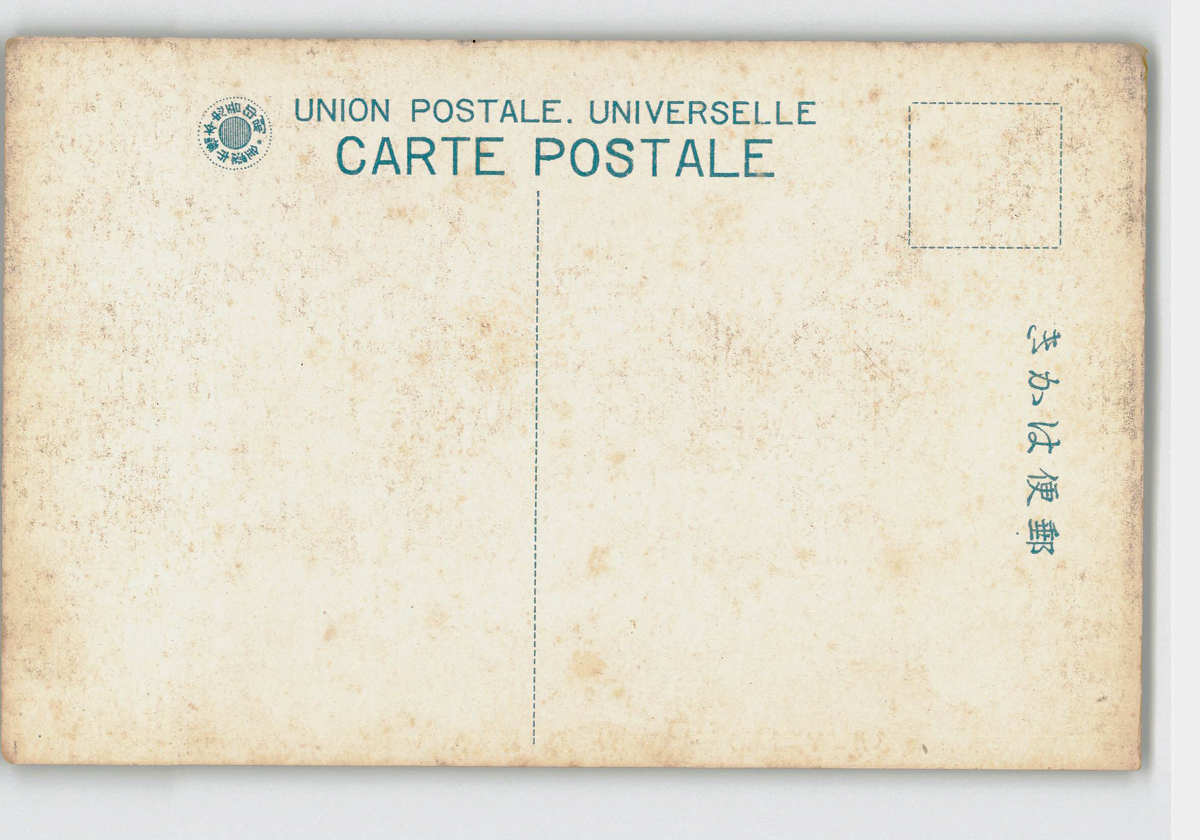 UNION POSTALE. UNIVERSELLE
CARTE POSTALE
きかは便郵